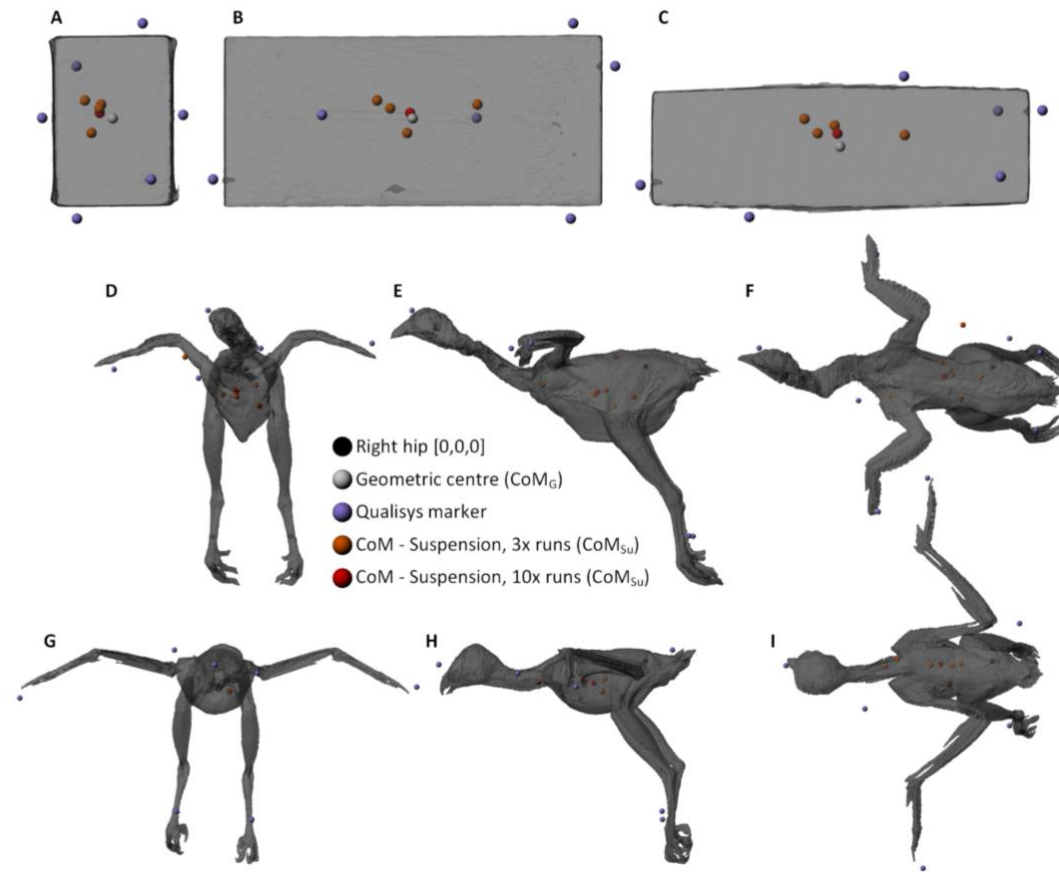 A
B
C
D
E
F
Right hip [0,0,0]
Geometric centre (CoMG)
Qualisys marker
CoM - Suspension, 3x runs (CoMSu)
CoM - Suspension, 10x runs (CoMSu)
G
H
I